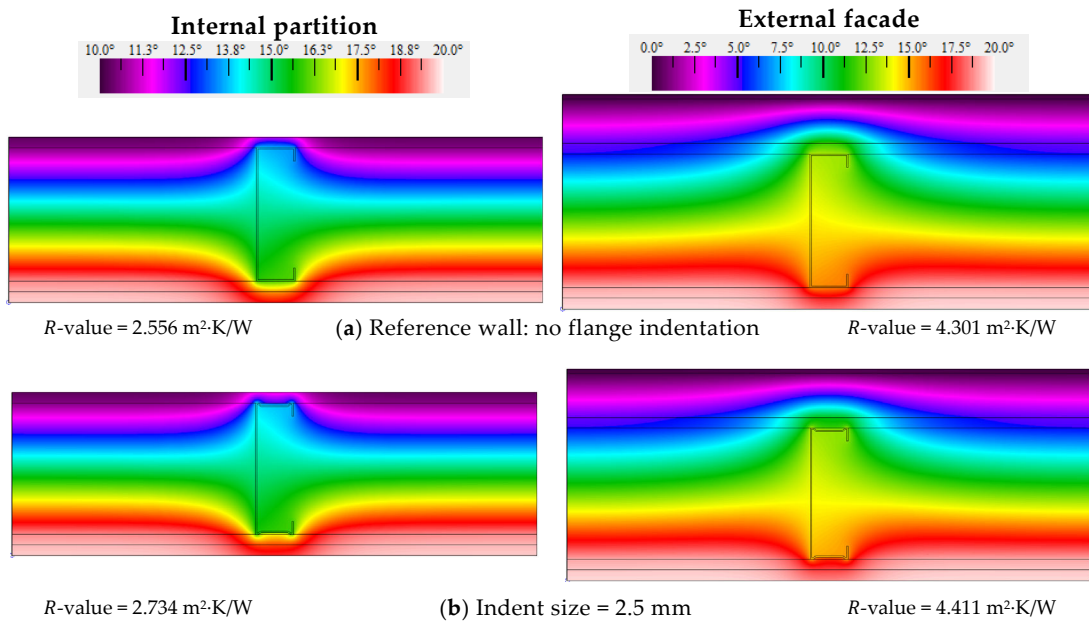 Internal partition
10.0° 11.3° 12.5° 13.8° 15.0° 16.3° 17.5° 18.8° 20.0°
External facade
0.0° 2.5° 5.0° 7.5° 10.0° 12.5° 15.0° 17.5° 20.0°
R-value = 2.556 m²·K/W
(a) Reference wall: no flange indentation
R-value = 4.301 m²·K/W
R-value = 2.734 m²·K/W
(b) Indent size = 2.5 mm
R-value = 4.411 m²·K/W